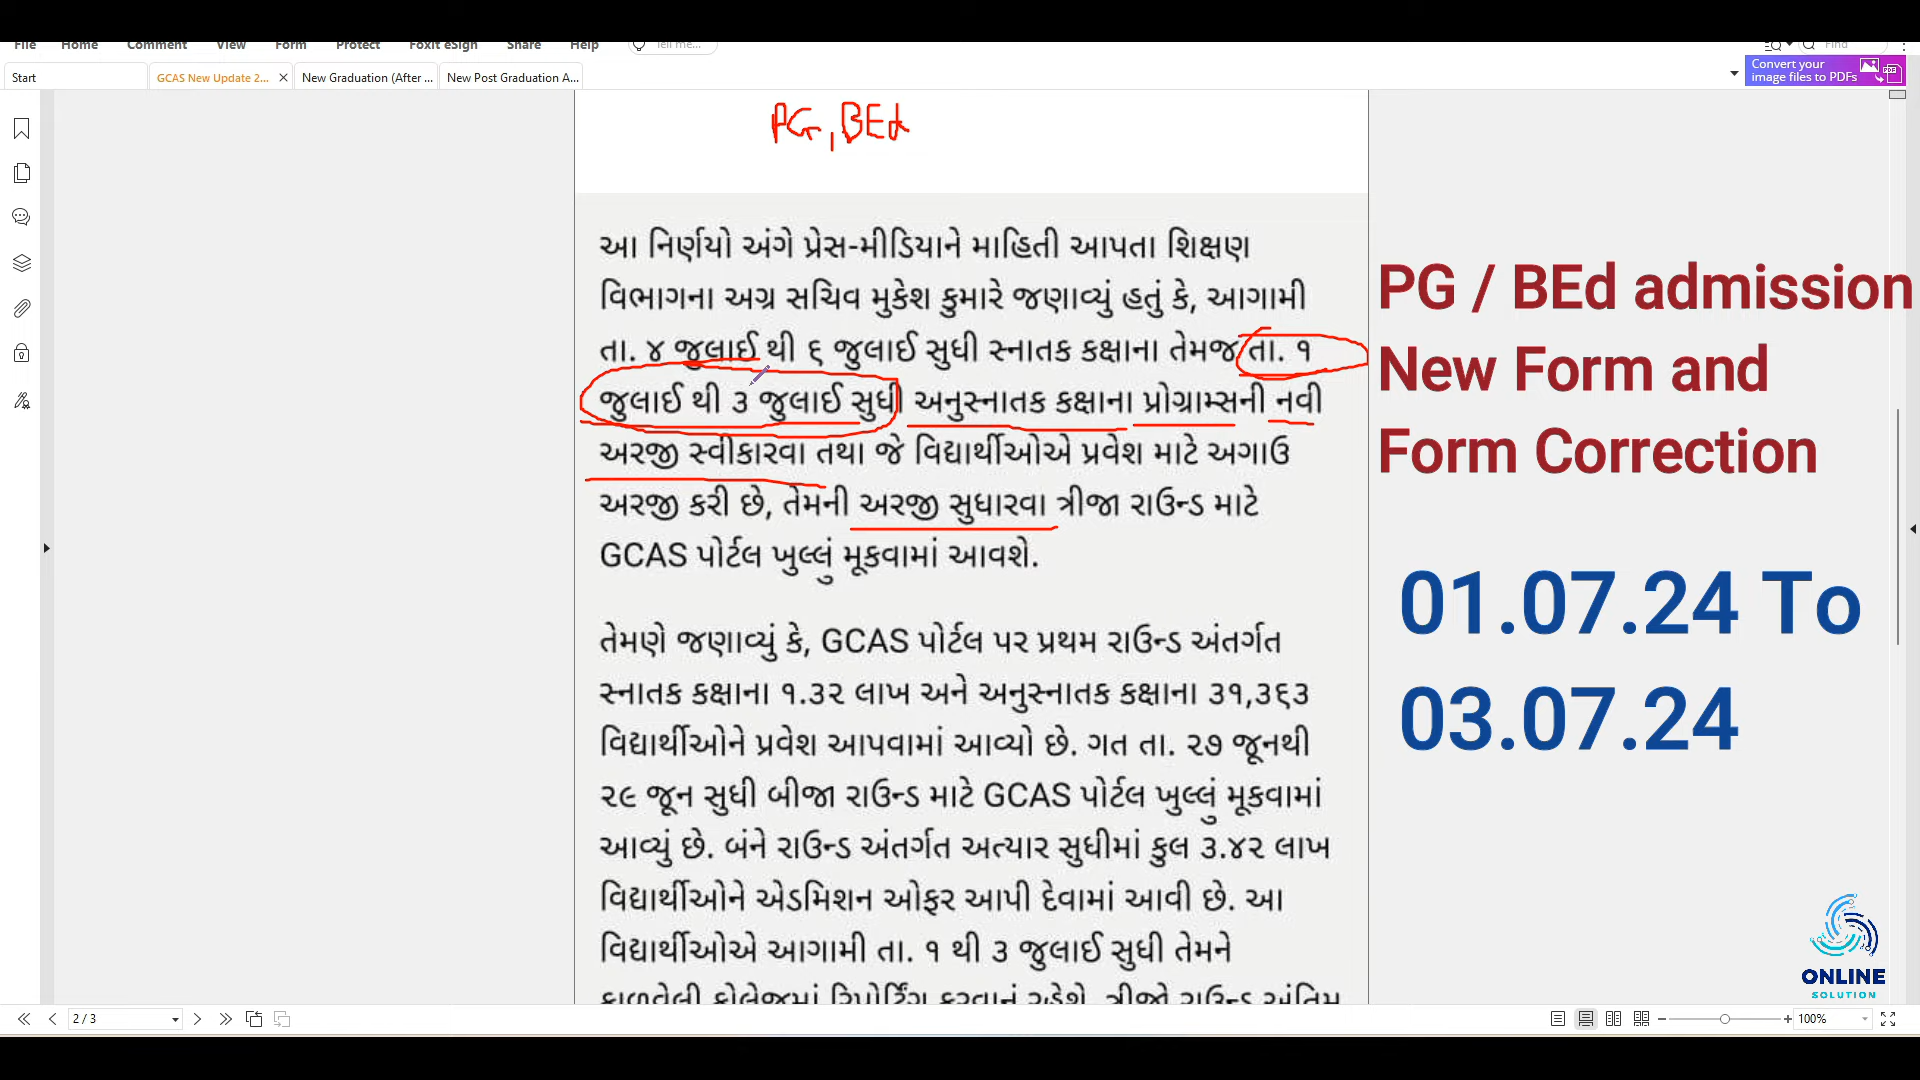 File Home Comment View Form Protect Foxit eSign Share Help Tell me... Find
Start GCAS New Update 2... New Graduation (After ... New Post Graduation A...
Convert your
image files to PDFs
PG, BEd
આ નિર્ણયો અંગે પ્રેસ-મીડિયાને માહિતી આપતા શિક્ષણ
વિભાગના અગ્ર સચિવ મુકેશ કુમારે જણાવ્યું હતું કે, આગામી
તા. ૪ જુલાઈ થી ૬ જુલાઈ સુધી સ્નાતક કક્ષાના તેમજ તા. ૧
જુલાઈ થી ૩ જુલાઈ સુધી અનુસ્નાતક કક્ષાના પ્રોગ્રામ્સની નવી
અરજી સ્વીકારવા તથા જે વિદ્યાર્થીઓએ પ્રવેશ માટે અગાઉ
અરજી કરી છે, તેમની અરજી સુધારવા ત્રીજા રાઉન્ડ માટે
GCAS પોર્ટલ ખુલ્લું મૂકવામાં આવશે.
તેમણે જણાવ્યું કે, GCAS પોર્ટલ પર પ્રથમ રાઉન્ડ અંતર્ગત
સ્નાતક કક્ષાના ૧.૩૨ લાખ અને અનુસ્નાતક કક્ષાના ૩૧,૩૬૩
વિદ્યાર્થીઓને પ્રવેશ આપવામાં આવ્યો છે. ગત તા. ૨૭ જૂનથી
૨૯ જૂન સુધી બીજા રાઉન્ડ માટે GCAS પોર્ટલ ખુલ્લું મૂકવામાં
આવ્યું છે. બંને રાઉન્ડ અંતર્ગત અત્યાર સુધીમાં કુલ ૩.૪૨ લાખ
વિદ્યાર્થીઓને એડમિશન ઓફર આપી દેવામાં આવી છે. આ
વિદ્યાર્થીઓએ આગામી તા. ૧ થી ૩ જુલાઈ સુધી તેમને
PG / BEd admission
New Form and
Form Correction
01.07.24 To
03.07.24
ONLINE
SOLUTION
2 / 3 100%